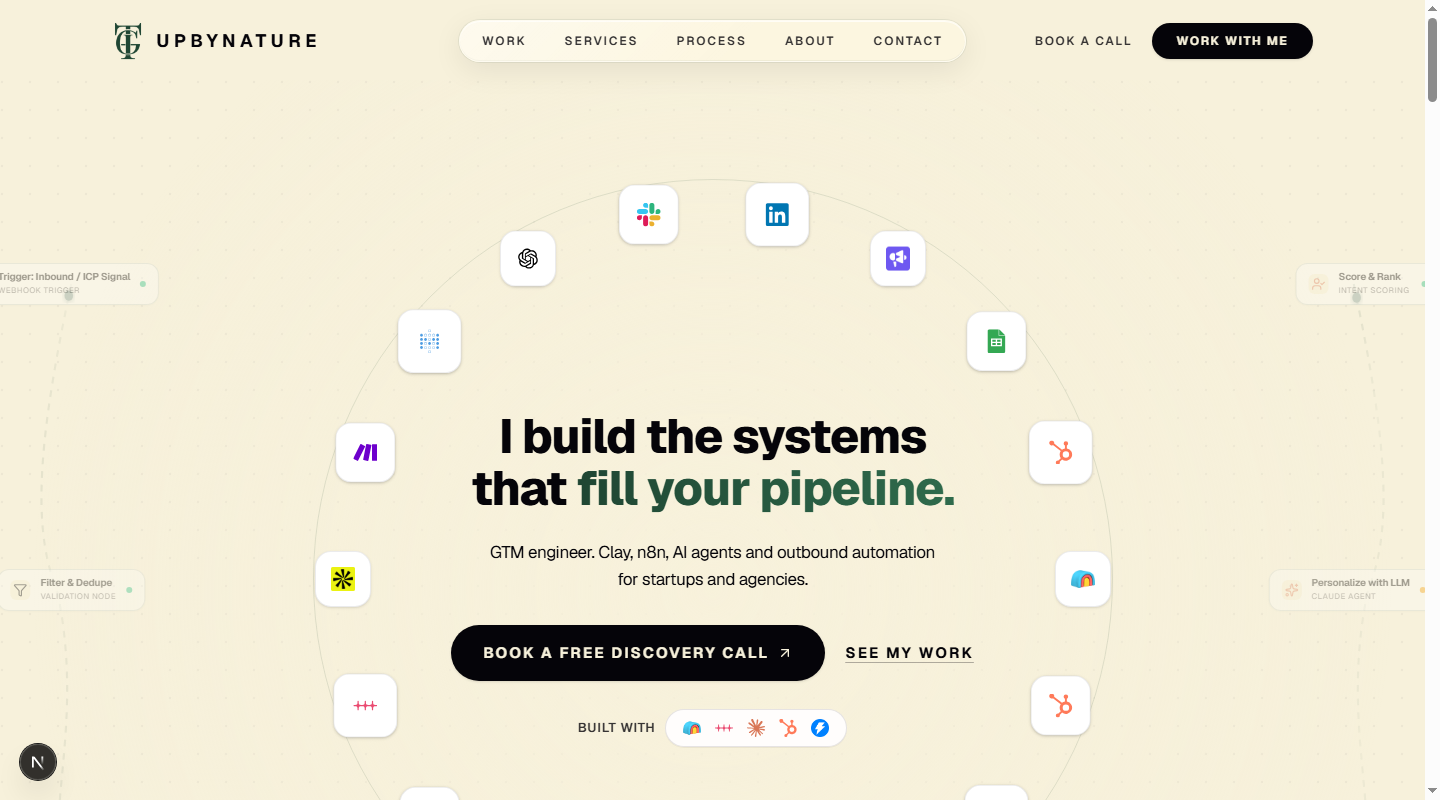 UPBYNATURE
WORK
SERVICES
PROCESS
ABOUT
CONTACT
BOOK A CALL
WORK WITH ME
Trigger: Inbound / ICP Signal
WEBHOOK TRIGGER
Score & Rank
INTENT SCORING
I build the systems
that fill your pipeline.
GTM engineer. Clay, n8n, AI agents and outbound automation
for startups and agencies.
Filter & Dedupe
VALIDATION NODE
Personalize with LLM
CLAUDE AGENT
BOOK A FREE DISCOVERY CALL
SEE MY WORK
BUILT WITH